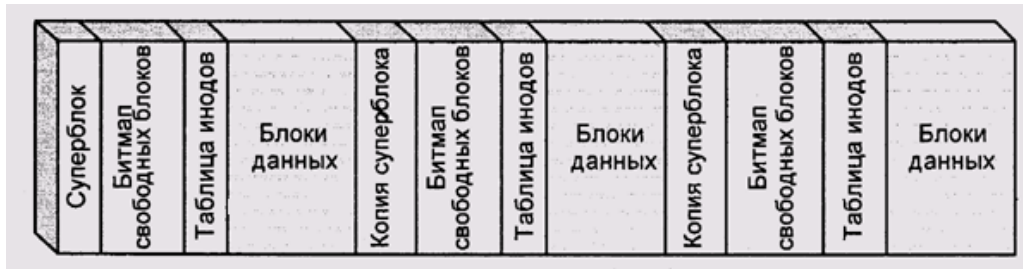 Суперблок
Битмап
свободных блоков
Таблица инодов
Блоки
данных
Копия суперблока
Битмап
свободных блоков
Таблица инодов
Блоки
данных
Копия суперблока
Битмап
свободных блоков
Таблица инодов
Блоки
данных